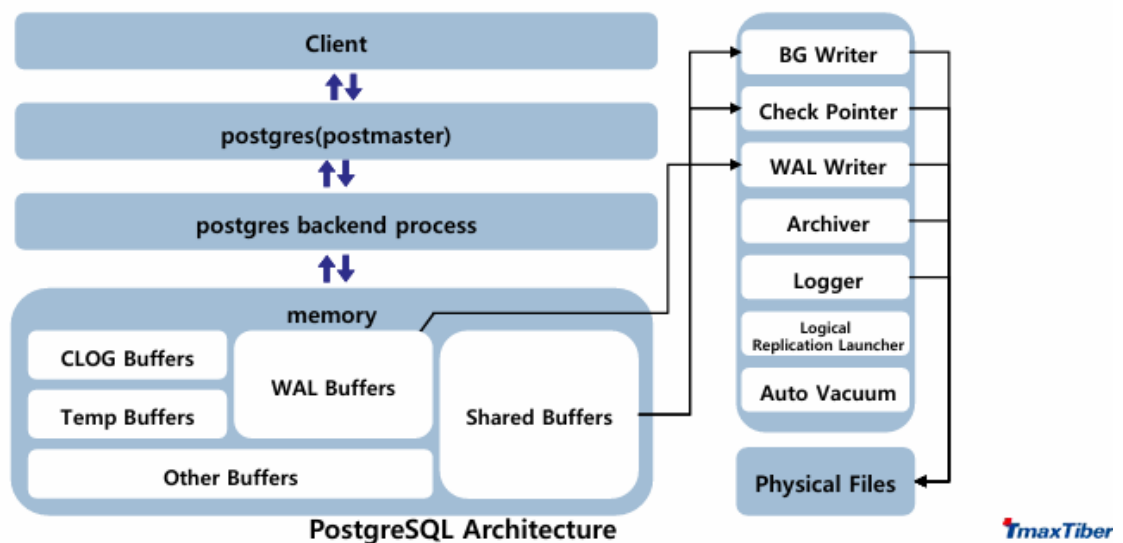 Client
postgres(postmaster)
postgres backend process
memory
CLOG Buffers
Temp Buffers
WAL Buffers
Shared Buffers
Other Buffers
BG Writer
Check Pointer
WAL Writer
Archiver
Logger
Logical
Replication Launcher
Auto Vacuum
Physical Files
PostgreSQL Architecture
TmaxTiber